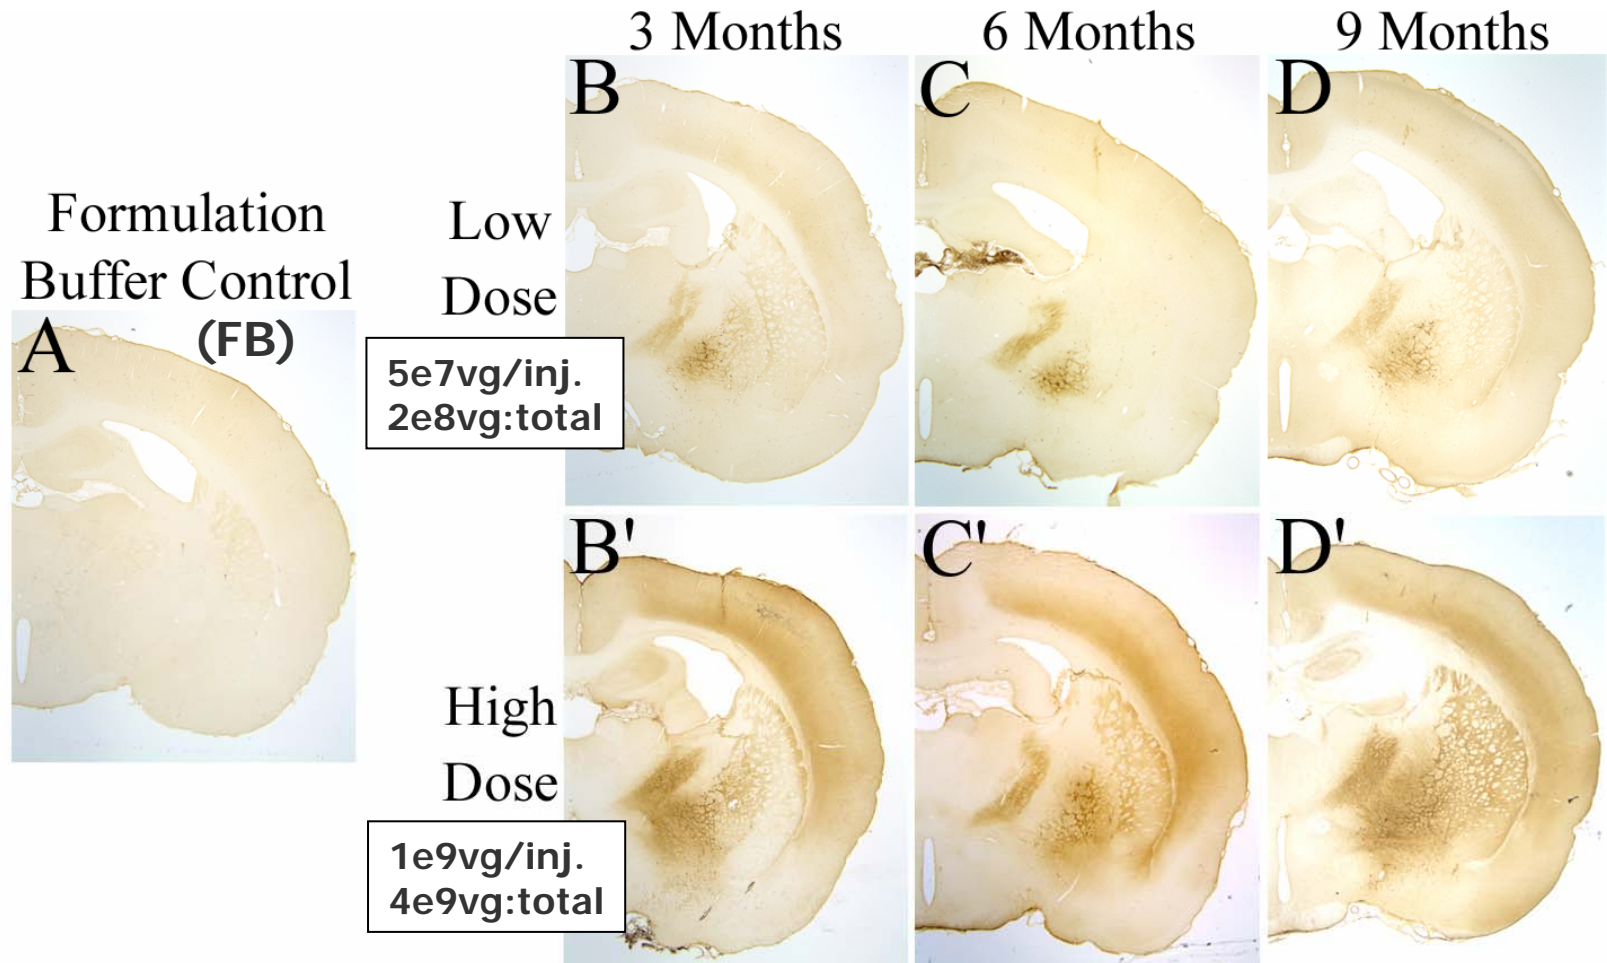 3 Months
6 Months
9 Months
B
C
D
Formulation
Buffer Control
(FB)
A
Low
Dose
5e7vg/inj.
2e8vg:total
B'
C'
D'
High
Dose
1e9vg/inj.
4e9vg:total